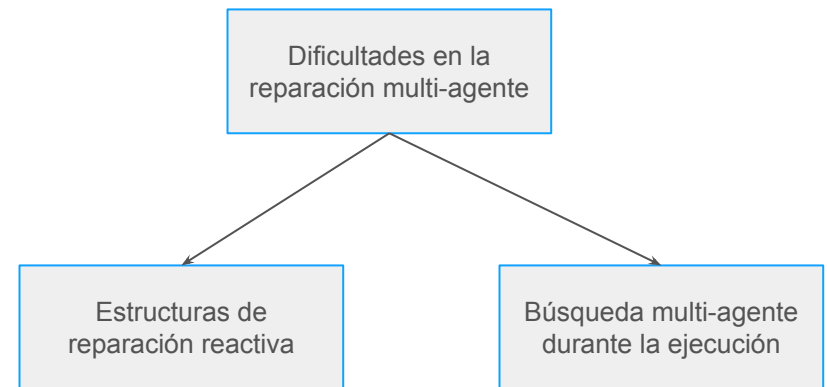 Dificultades en la
reparación multi-agente
Estructuras de
reparación reactiva
Búsqueda multi-agente
durante la ejecución